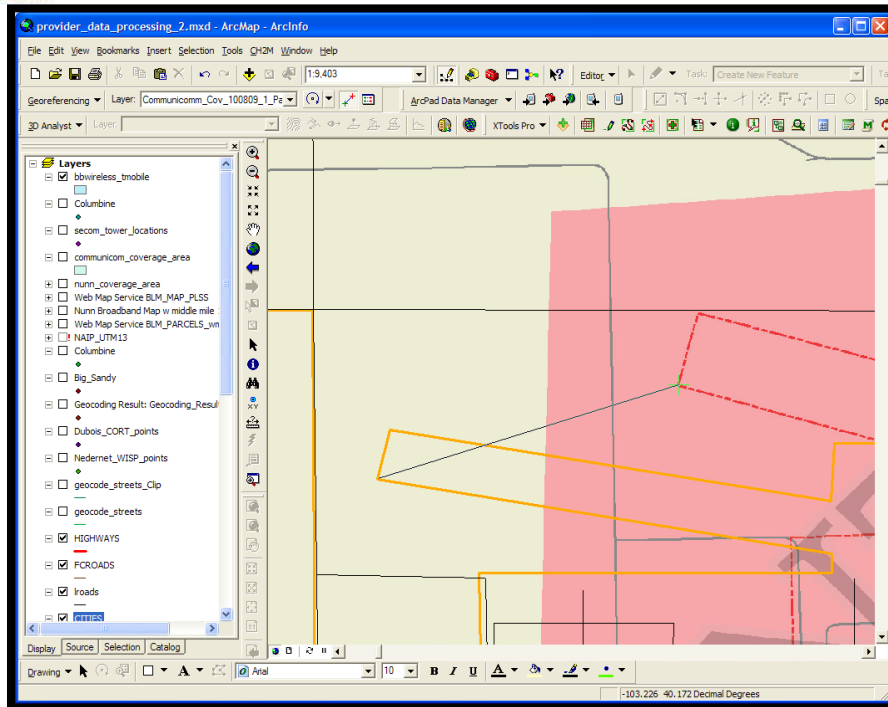 provider_data_processing_2.mxd - ArcMap - ArcInfo
File Edit View Bookmarks Insert Selection Tools CH2M Window Help
1:9,403 Editor Task: Create New Feature Ta
Georeferencing Layer: Communicomm_Cov_100809_1_Pa ArcPad Data Manager Spa
3D Analyst Layer: XTools Pro
Layers
bbwireless_tmobile
Columbine
secom_tower_locations
communicom_coverage_area
nunn_coverage_area
Web Map Service BLM_MAP_PLSS
Nunn Broadband Map w middle mile
Web Map Service BLM_PARCELS_wm
NAIP_UTM13
Columbine
Big_Sandy
Geocoding Result: Geocoding_Resul
Dubois_CORT_points
Nedernet_WISP_points
geocode_streets_Clip
geocode_streets
HIGHWAYS
FCROADS
lroads
CITIES
Display Source Selection Catalog
Drawing A Arial 10 B I U A
-103.226 40.172 Decimal Degrees